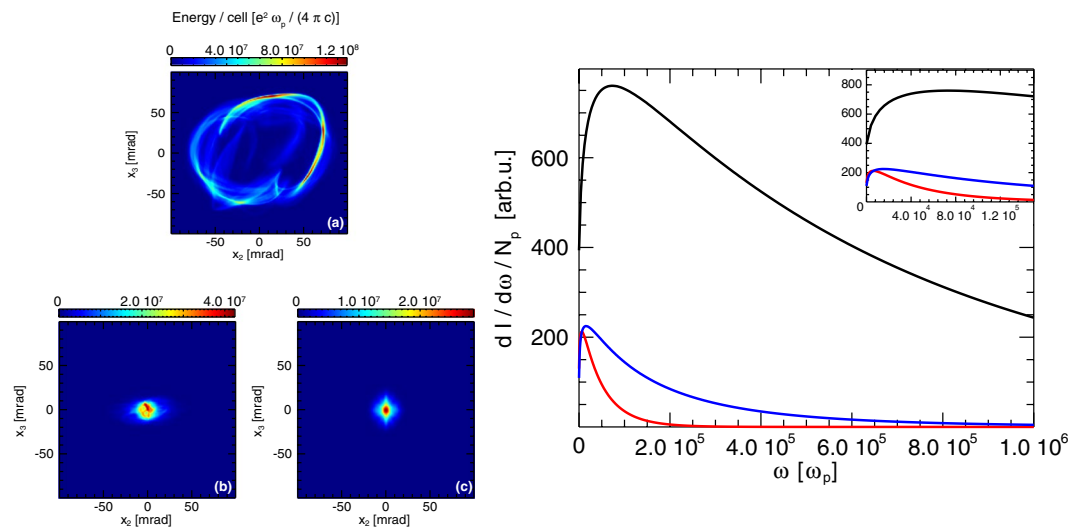 Energy / cell [e² ω_p / (4 π c)]
0 4.0 10⁷ 8.0 10⁷ 1.2 10⁸
50
0
-50
x₃ [mrad]
(a)
-50 0 50
x₂ [mrad]
0 2.0 10⁷ 4.0 10⁷
50
0
-50
x₃ [mrad]
(b)
-50 0 50
x₂ [mrad]
0 1.0 10⁷ 2.0 10⁷
50
0
-50
x₃ [mrad]
(c)
-50 0 50
x₂ [mrad]
d I / dω / N_p [arb.u.]
600
400
200
0 2.0 10⁵ 4.0 10⁵ 6.0 10⁵ 8.0 10⁵ 1.0 10⁶
ω [ω_p]
800
600
400
200
0
0 4.0 10⁴ 8.0 10⁴ 1.2 10⁵